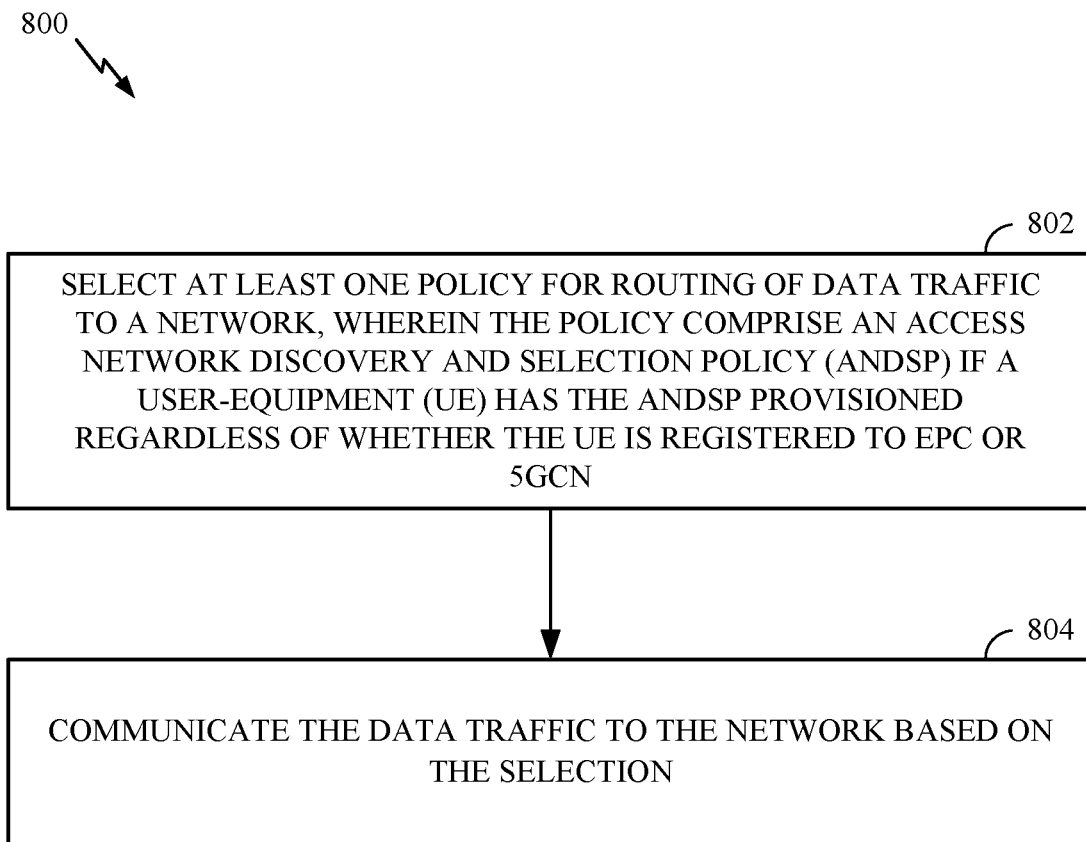 800
802
SELECT AT LEAST ONE POLICY FOR ROUTING OF DATA TRAFFIC
TO A NETWORK, WHEREIN THE POLICY COMPRISE AN ACCESS
NETWORK DISCOVERY AND SELECTION POLICY (ANDSP) IF A
USER-EQUIPMENT (UE) HAS THE ANDSP PROVISIONED
REGARDLESS OF WHETHER THE UE IS REGISTERED TO EPC OR
5GCN
804
COMMUNICATE THE DATA TRAFFIC TO THE NETWORK BASED ON
THE SELECTION